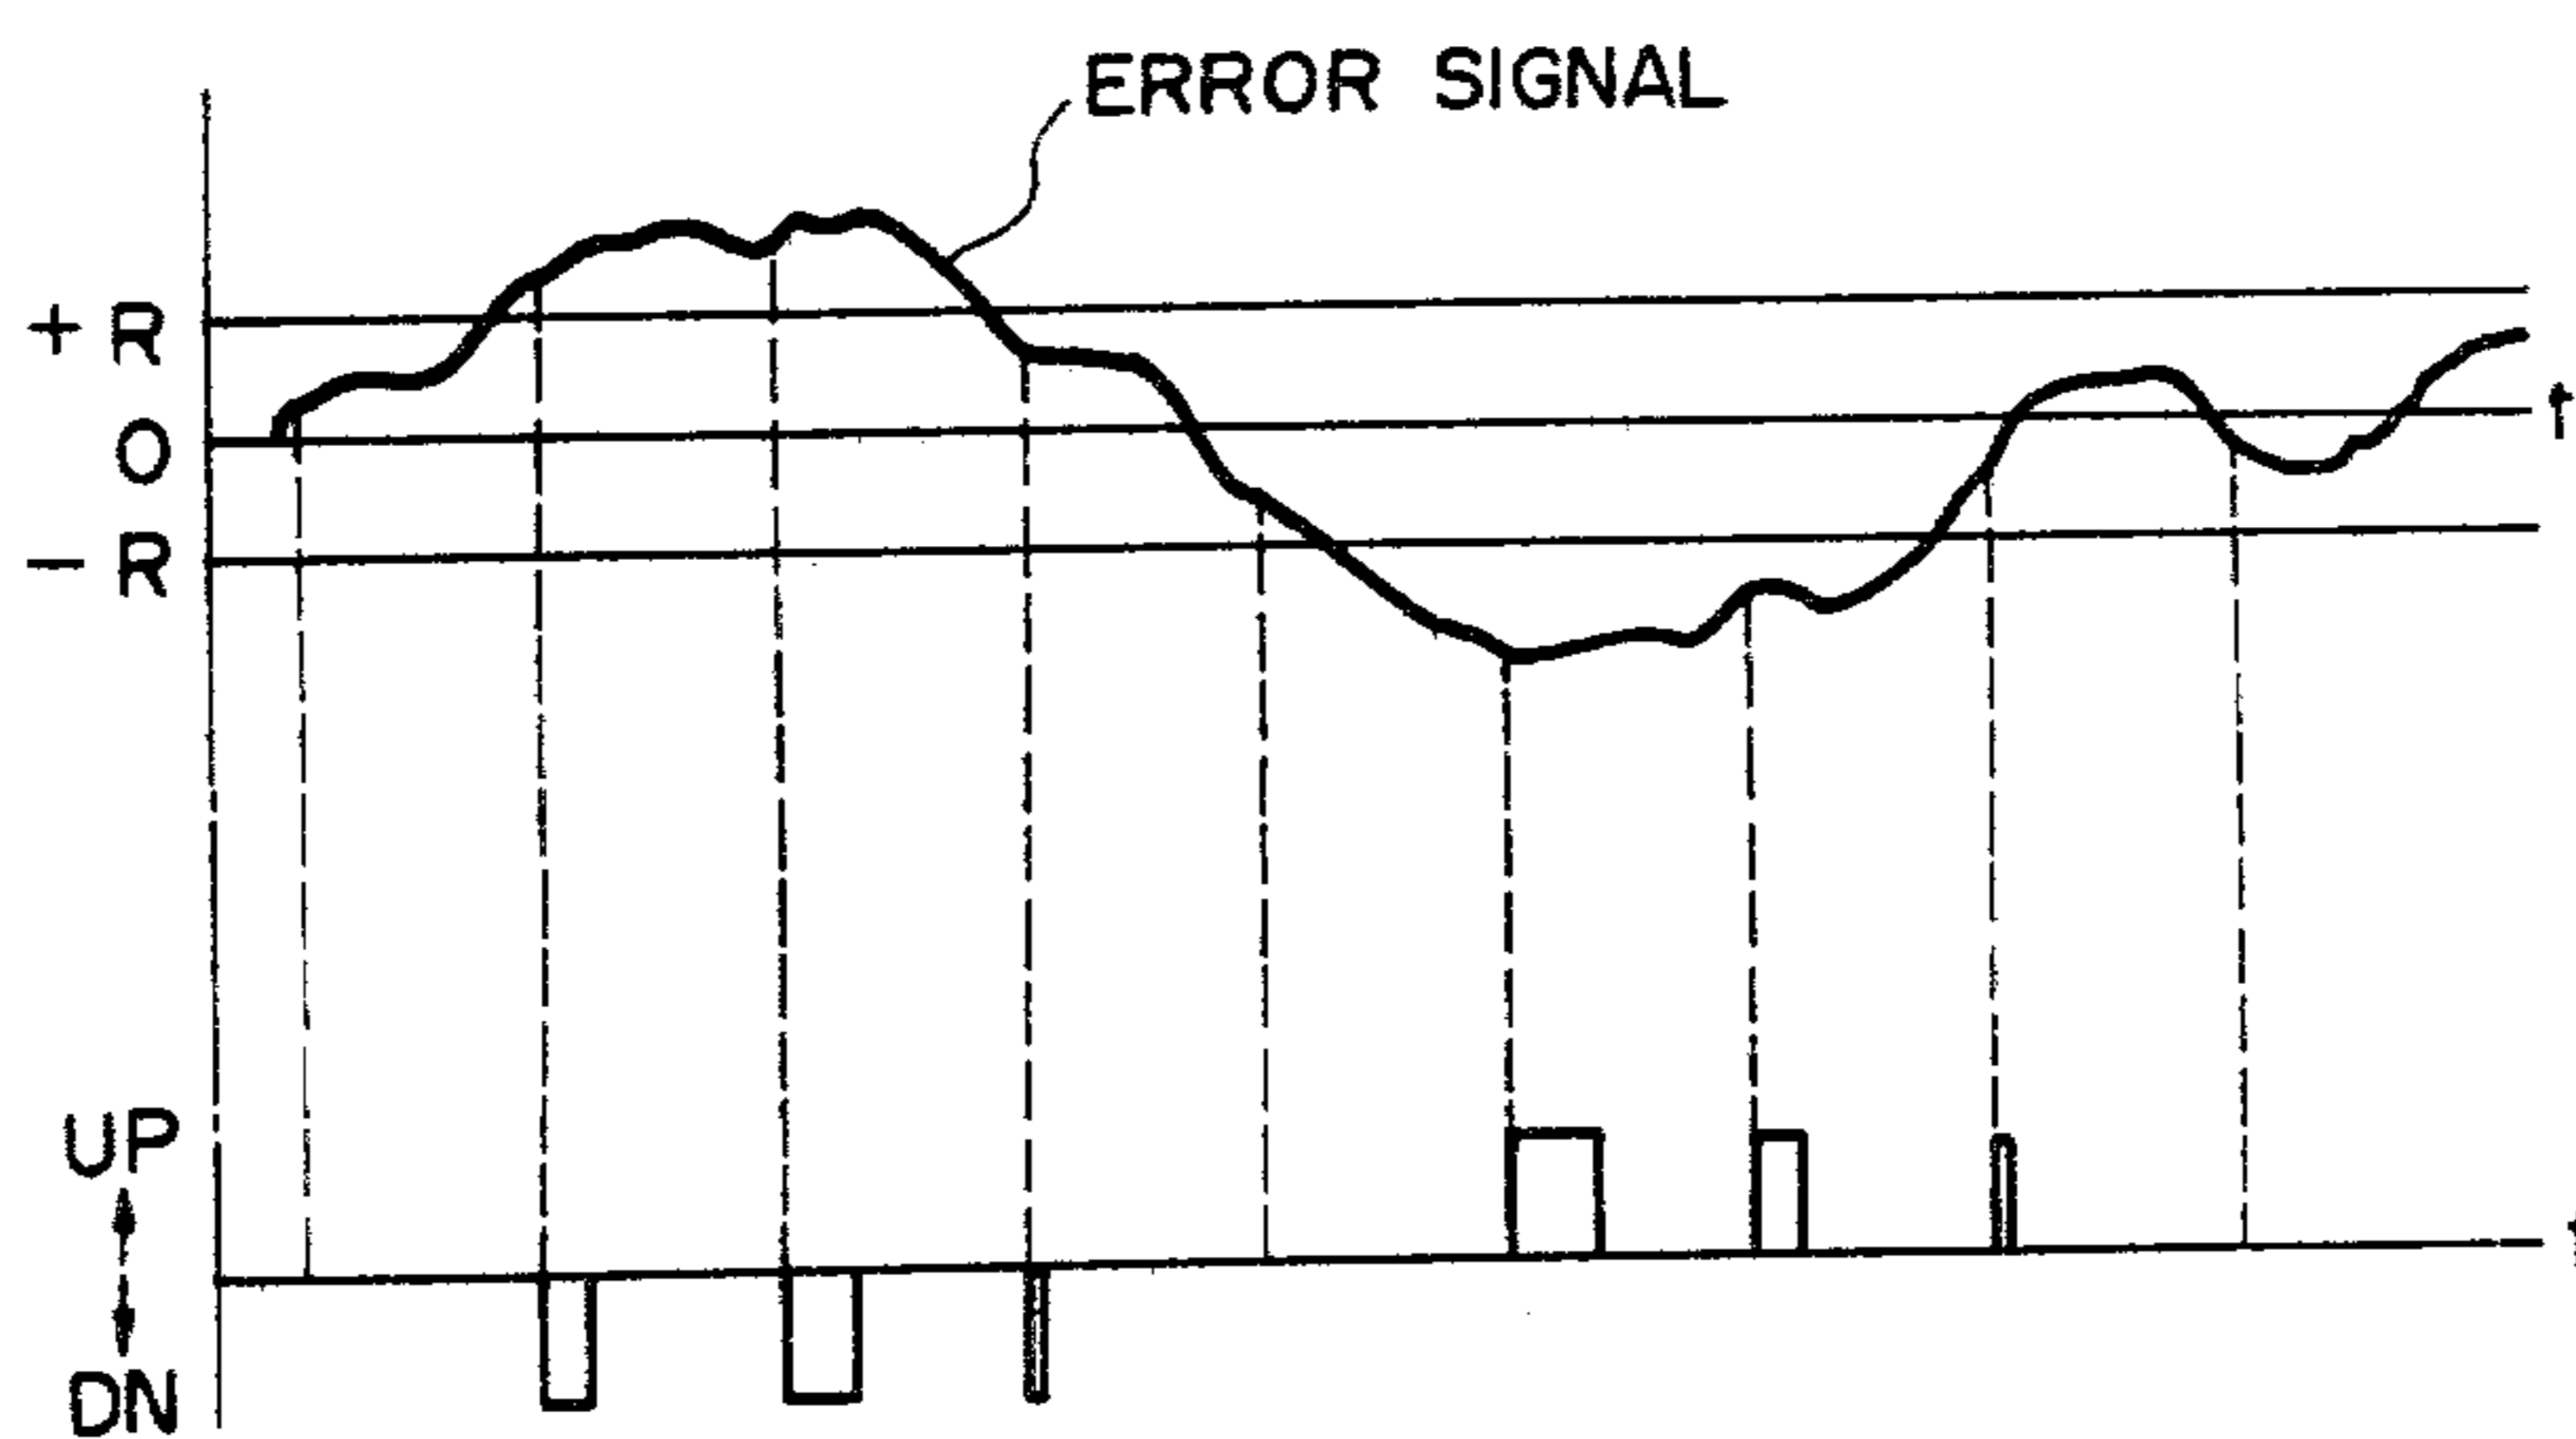 ERROR SIGNAL
+ R
O
t
− R
UP
DN